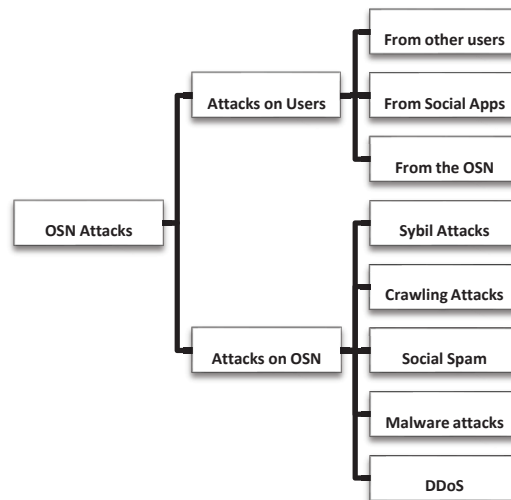 OSN Attacks
Attacks on Users
From other users
From Social Apps
From the OSN
Attacks on OSN
Sybil Attacks
Crawling Attacks
Social Spam
Malware attacks
DDoS